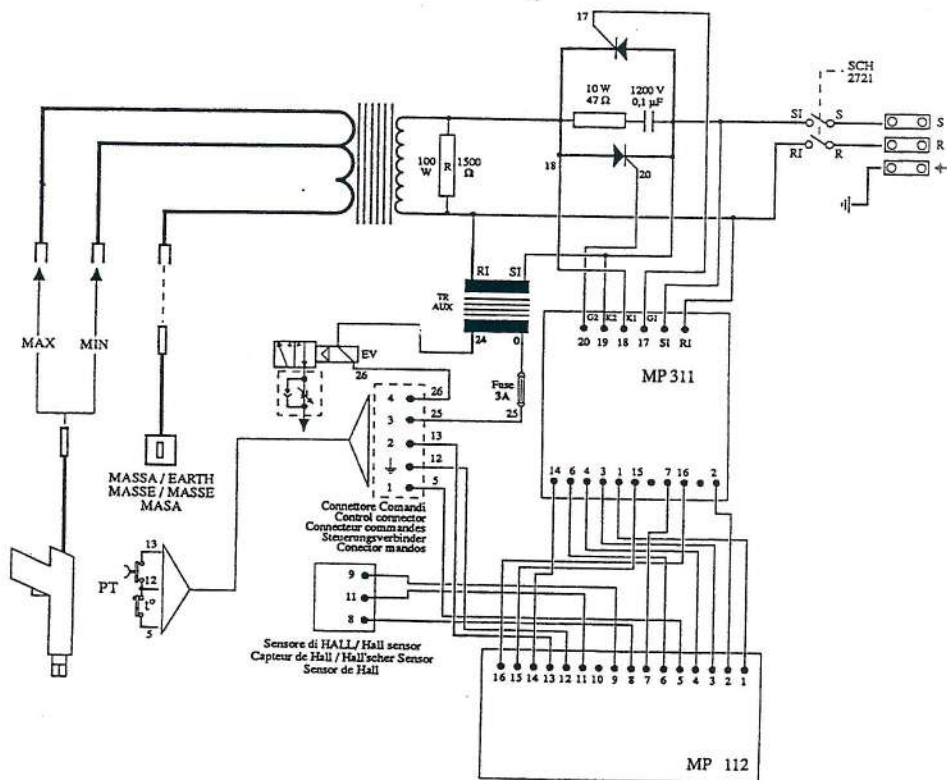 17
SCH
2721
10 W
47 Ω
1200 V
0,1 µF
SI
S
S
RI
R
R
18
20
100
W
R
1500
Ω
RI
SI
TR
AUX
24
0
G2
K2
K1
G1
20
19
18
17
SI
RI
MP 311
MAX
MIN
EV
26
Fuse
3A
25
4
26
3
25
2
13
12
1
5
14
6
4
3
1
15
7
16
2
MASSA / EARTH
MASSE / MASSE
MASA
Connettore Comandi
Control connector
Connecteur commandes
Steuerungsverbinder
Conector mandos
PT
13
12
t°
5
9
11
8
Sensore di HALL / Hall sensor
Capteur de Hall / Hall'scher Sensor
Sensor de Hall
16
15
14
13
12
11
10
9
8
7
6
5
4
3
2
1
MP 112